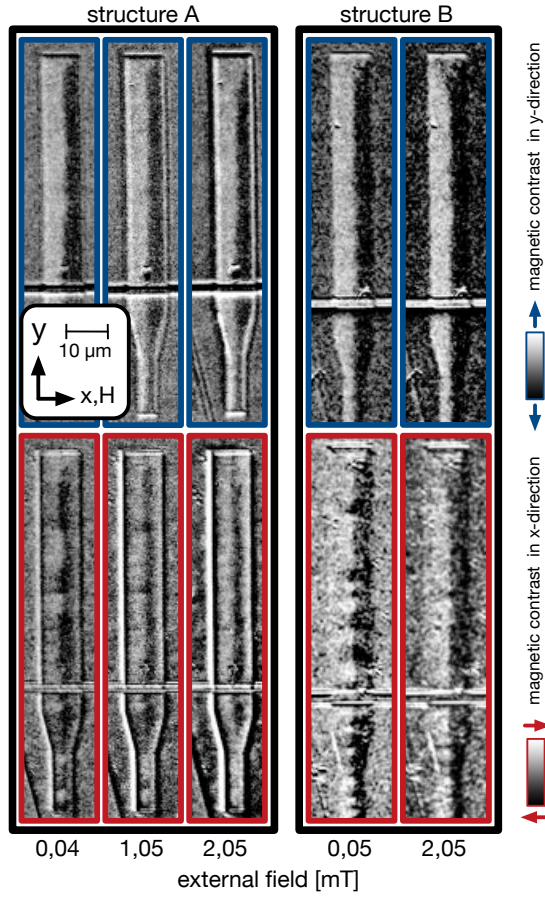 structure A
structure B
y
10 µm
x,H
magnetic contrast in y-direction
magnetic contrast in x-direction
0,04
1,05
2,05
0,05
2,05
external field [mT]